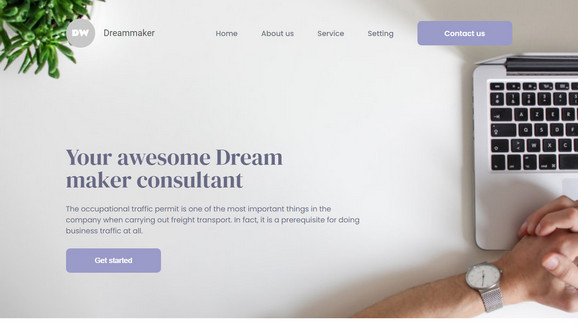 DW
Dreammaker
Home
About us
Service
Setting
Contact us
Your awesome Dream
maker consultant
The occupational traffic permit is one of the most important things in the
company when carrying out freight transport. In fact, it is a prerequisite for doing
business traffic at all.
Get started